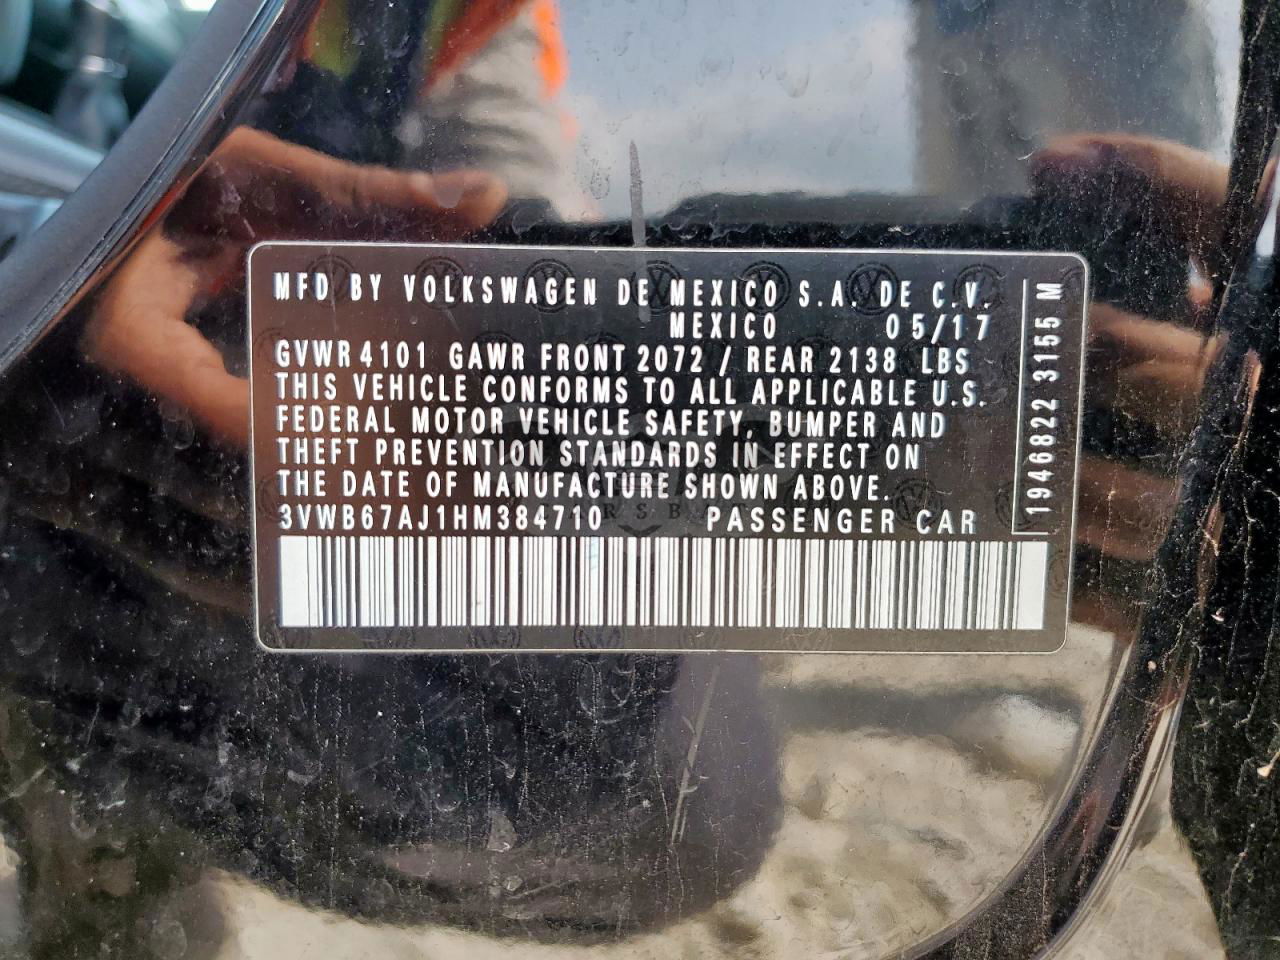 MFD BY VOLKSWAGEN DE MEXICO S.A. DE C.V.
MEXICO 05/17
GVWR 4101 GAWR FRONT 2072 / REAR 2138 LBS
THIS VEHICLE CONFORMS TO ALL APPLICABLE U.S.
FEDERAL MOTOR VEHICLE SAFETY, BUMPER AND
THEFT PREVENTION STANDARDS IN EFFECT ON
THE DATE OF MANUFACTURE SHOWN ABOVE.
3VWB67AJ1HM384710 PASSENGER CAR
1946822 3155 M